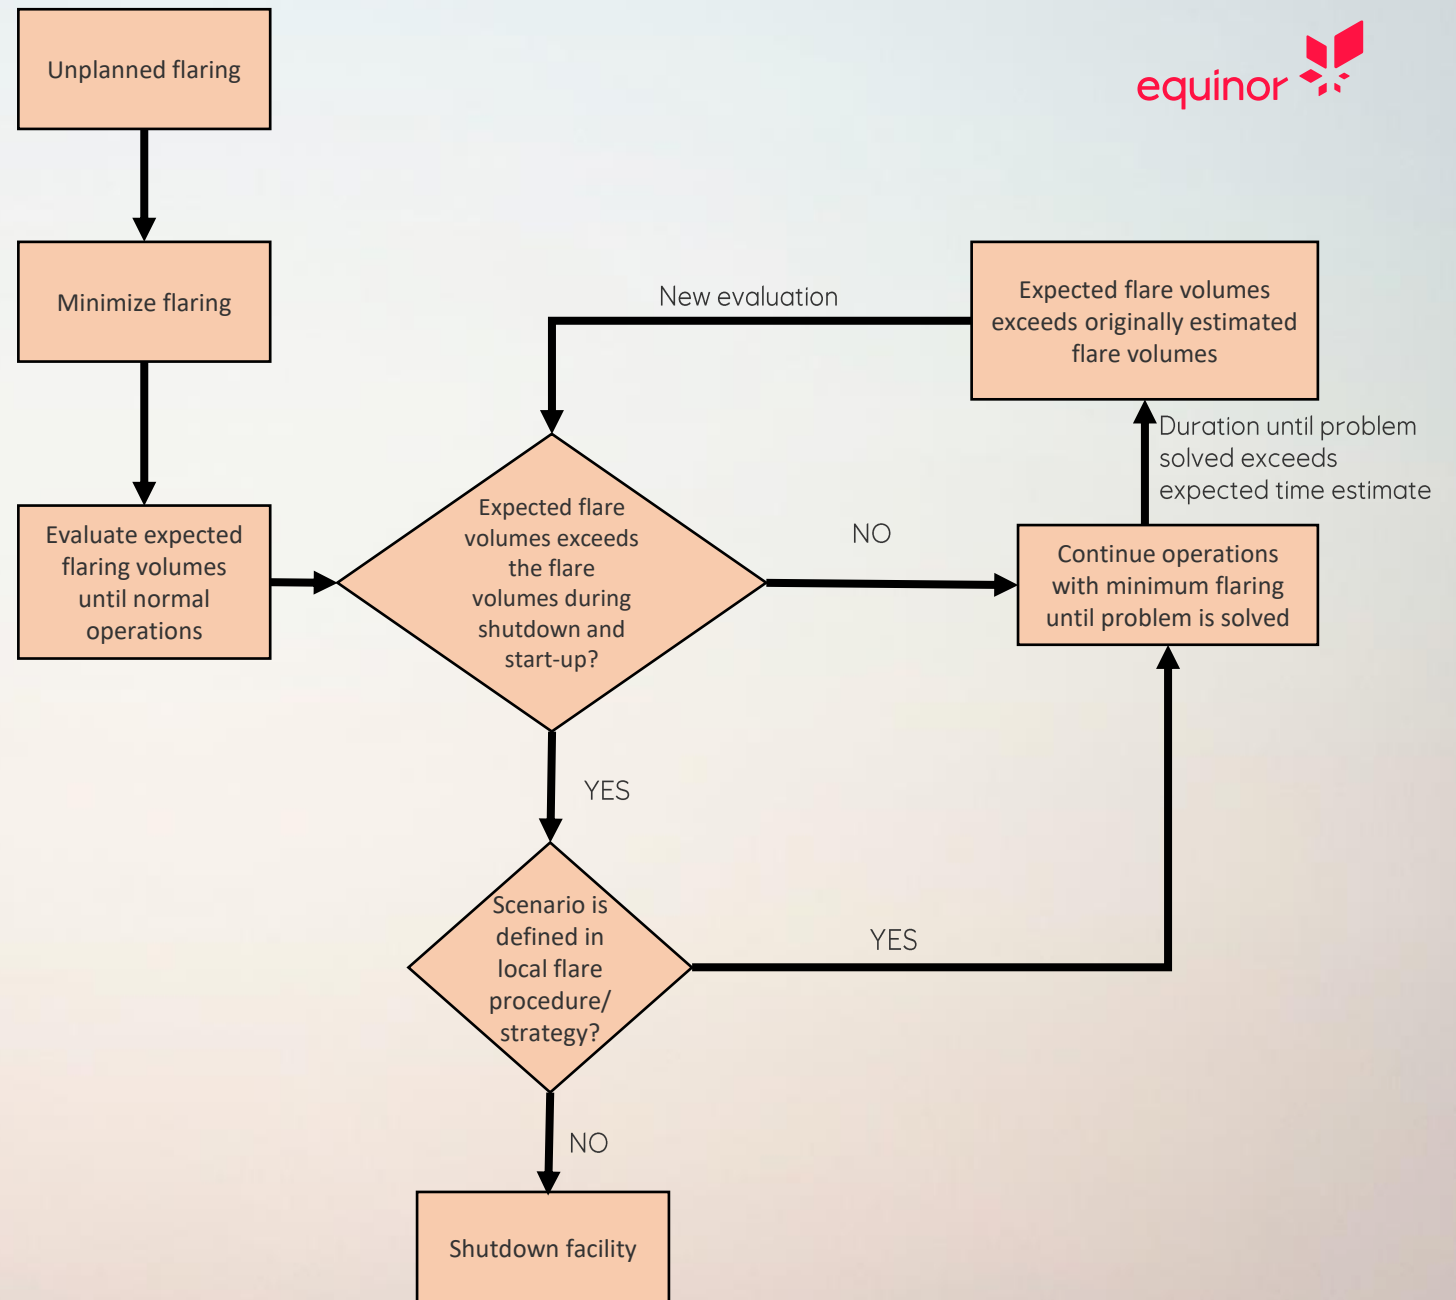 equinor
Unplanned flaring
Minimize flaring
Evaluate expected
flaring volumes
until normal
operations
Expected flare
volumes exceeds
the flare
volumes during
shutdown and
start-up?
NO
Continue operations
with minimum flaring
until problem is solved
Duration until problem
solved exceeds
expected time estimate
Expected flare volumes
exceeds originally estimated
flare volumes
New evaluation
YES
Scenario is
defined in
local flare
procedure/
strategy?
YES
NO
Shutdown facility